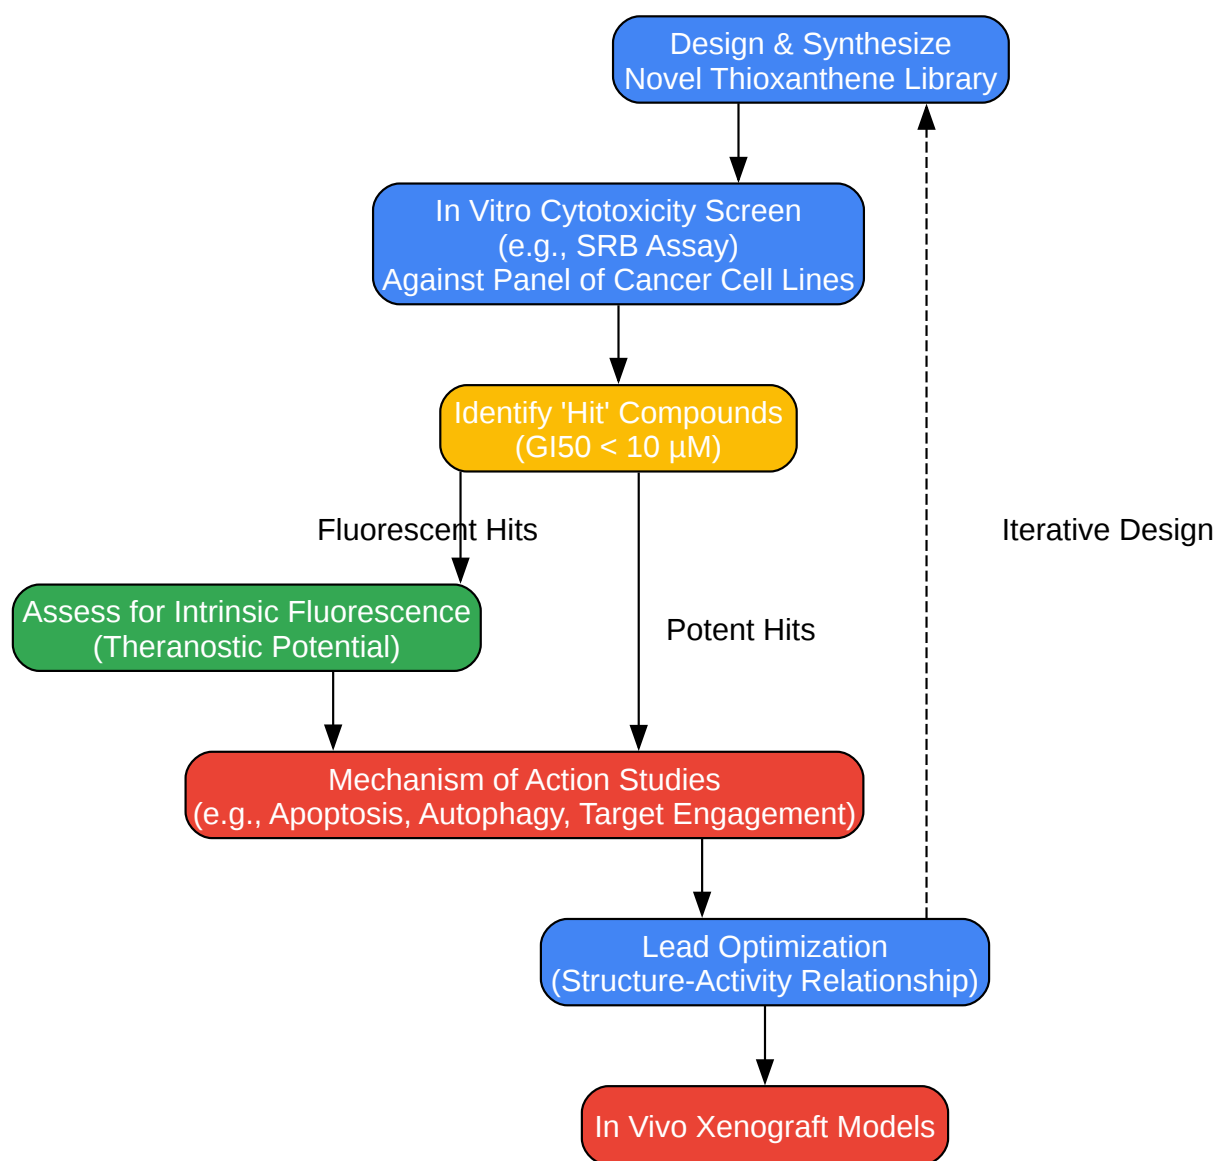 Design & Synthesize
Novel Thioxanthene Library
In Vitro Cytotoxicity Screen
(e.g., SRB Assay)
Against Panel of Cancer Cell Lines
Identify 'Hit' Compounds
(GI50 < 10 µM)
Fluorescent Hits
Iterative Design
Assess for Intrinsic Fluorescence
(Theranostic Potential)
Potent Hits
Mechanism of Action Studies
(e.g., Apoptosis, Autophagy, Target Engagement)
Lead Optimization
(Structure-Activity Relationship)
In Vivo Xenograft Models